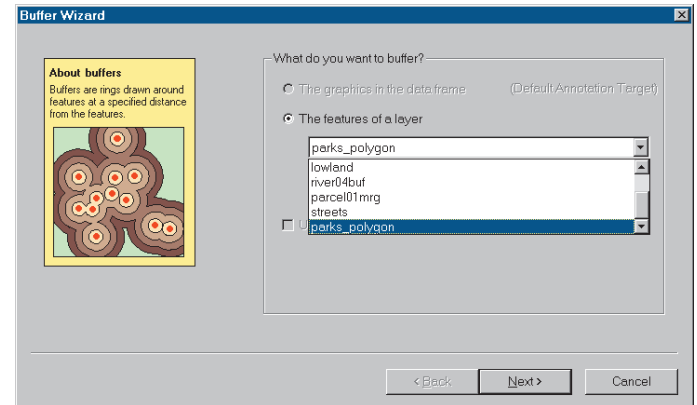 Buffer Wizard
About buffers
Buffers are rings drawn around
features at a specified distance
from the features.
What do you want to buffer?
The graphics in the data frame (Default Annotation Target)
The features of a layer
parks_polygon
lowland
river04buf
parcel01mrg
streets
U
parks_polygon
< Back
Next >
Cancel